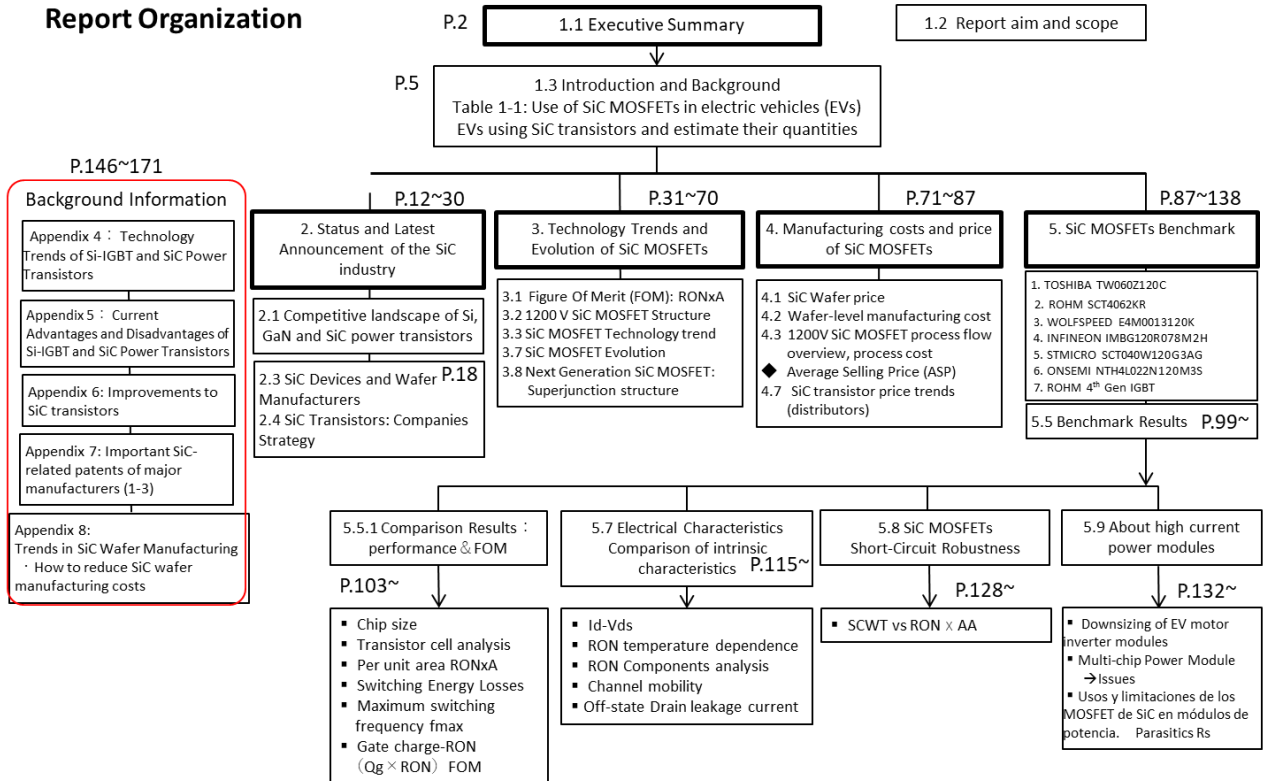 Report Organization
P.2
1.1 Executive Summary
1.2 Report aim and scope
P.5
1.3 Introduction and Background
Table 1-1: Use of SiC MOSFETs in electric vehicles (EVs)
EVs using SiC transistors and estimate their quantities
P.146~171
Background Information
Appendix 4： Technology
Trends of Si-IGBT and SiC Power
Transistors
Appendix 5： Current
Advantages and Disadvantages of
Si-IGBT and SiC Power Transistors
Appendix 6: Improvements to
SiC transistors
Appendix 7: Important SiC-
related patents of major
manufacturers (1-3)
Appendix 8:
Trends in SiC Wafer Manufacturing
・How to reduce SiC wafer
manufacturing costs
P.12~30
2. Status and Latest
Announcement of the SiC
industry
2.1 Competitive landscape of Si,
GaN and SiC power transistors
P.18
2.3 SiC Devices and Wafer
Manufacturers
2.4 SiC Transistors: Companies
Strategy
P.31~70
3. Technology Trends and
Evolution of SiC MOSFETs
3.1 Figure Of Merit (FOM): RONxA
3.2 1200 V SiC MOSFET Structure
3.3 SiC MOSFET Technology trend
3.7 SiC MOSFET Evolution
3.8 Next Generation SiC MOSFET:
Superjunction structure
P.71~87
4. Manufacturing costs and price
of SiC MOSFETs
4.1 SiC Wafer price
4.2 Wafer-level manufacturing cost
4.3 1200V SiC MOSFET process flow
overview, process cost
◆ Average Selling Price (ASP)
4.7 SiC transistor price trends
(distributors)
P.87~138
5. SiC MOSFETs Benchmark
1. TOSHIBA TW060Z120C
2. ROHM SCT4062KR
3. WOLFSPEED E4M0013120K
4. INFINEON IMBG120R078M2H
5. STMICRO SCT040W120G3AG
6. ONSEMI NTH4L022N120M3S
7. ROHM 4th Gen IGBT
5.5 Benchmark Results P.99~
5.5.1 Comparison Results：
performance＆FOM
P.103~
▪ Chip size
▪ Transistor cell analysis
▪ Per unit area RONxA
▪ Switching Energy Losses
▪ Maximum switching
frequency fmax
▪ Gate charge-RON
（Qg×RON）FOM
5.7 Electrical Characteristics
Comparison of intrinsic
characteristics
P.115~
▪ Id-Vds
▪ RON temperature dependence
▪ RON Components analysis
▪ Channel mobility
▪ Off-state Drain leakage current
5.8 SiC MOSFETs
Short-Circuit Robustness
P.128~
▪ SCWT vs RON x AA
5.9 About high current
power modules
P.132~
▪ Downsizing of EV motor
inverter modules
▪ Multi-chip Power Module
→Issues
▪ Usos y limitaciones de los
MOSFET de SiC en módulos de
potencia. Parasitics Rs